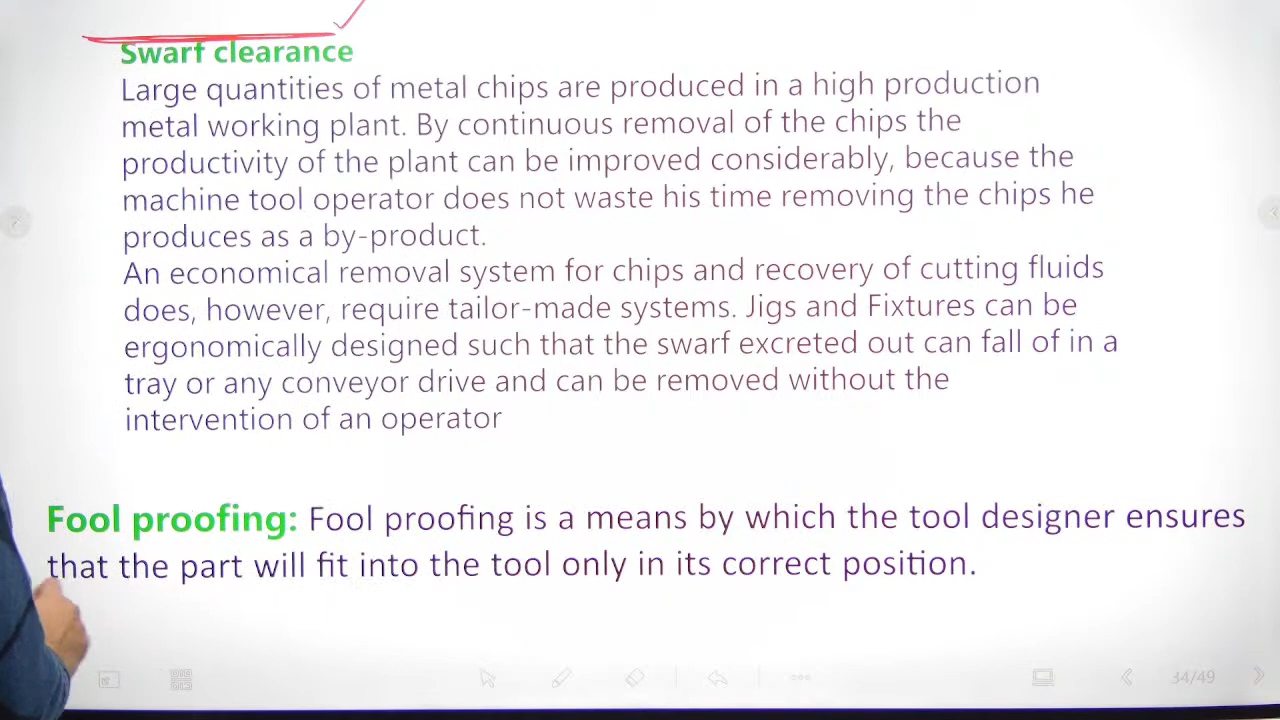 Swarf clearance
Large quantities of metal chips are produced in a high production
metal working plant. By continuous removal of the chips the
productivity of the plant can be improved considerably, because the
machine tool operator does not waste his time removing the chips he
produces as a by-product.
An economical removal system for chips and recovery of cutting fluids
does, however, require tailor-made systems. Jigs and Fixtures can be
ergonomically designed such that the swarf excreted out can fall of in a
tray or any conveyor drive and can be removed without the
intervention of an operator
Fool proofing: Fool proofing is a means by which the tool designer ensures
that the part will fit into the tool only in its correct position.
34/49